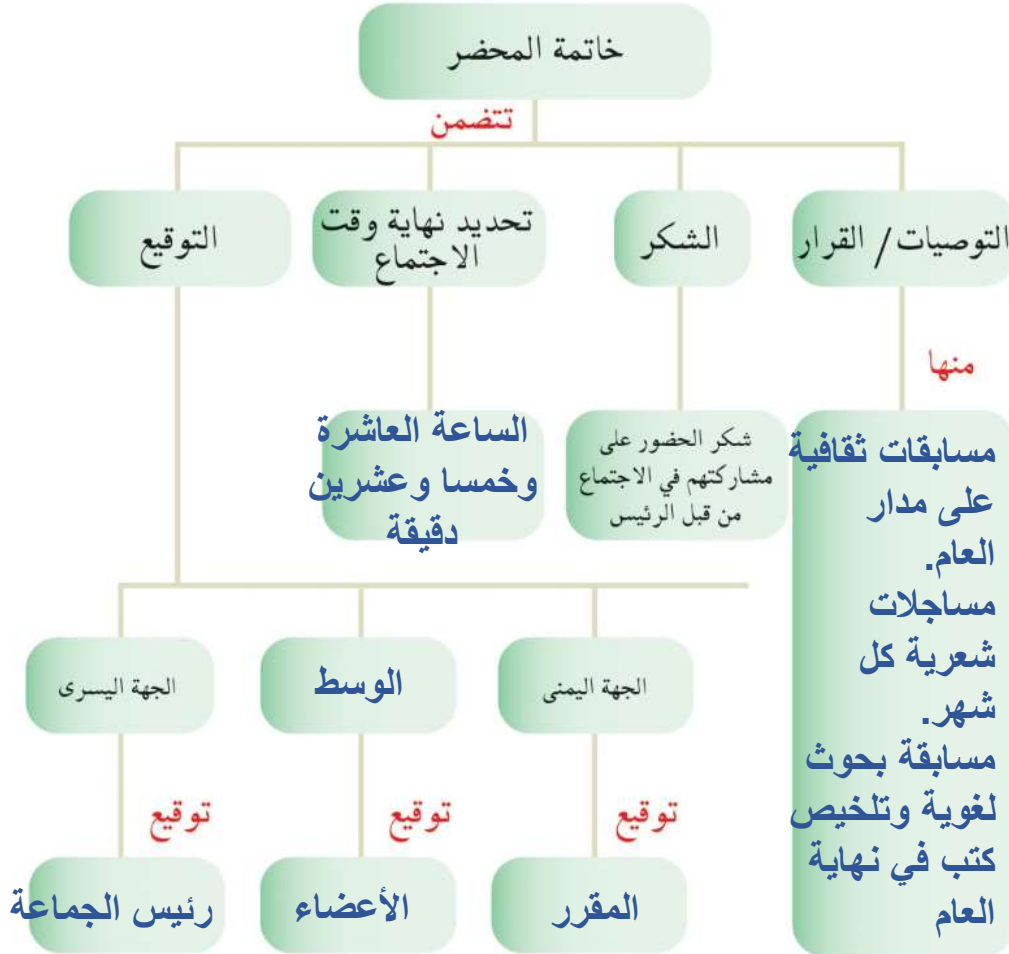 خاتمة المحضر
تتضمن
التوصيات / القرار
الشكر
تحديد نهاية وقت
الاجتماع
التوقيع
منها
مسابقات ثقافية
على مدار
العام.
مساجلات
شعرية كل
شهر.
مسابقة بحوث
لغوية وتلخيص
كتب في نهاية
العام
شكر الحضور على
مشاركتهم في الاجتماع
من قبل الرئيس
الساعة العاشرة
وخمسا وعشرين
دقيقة
الجهة اليمنى
الوسط
الجهة اليسرى
توقيع
توقيع
توقيع
المقرر
الأعضاء
رئيس الجماعة